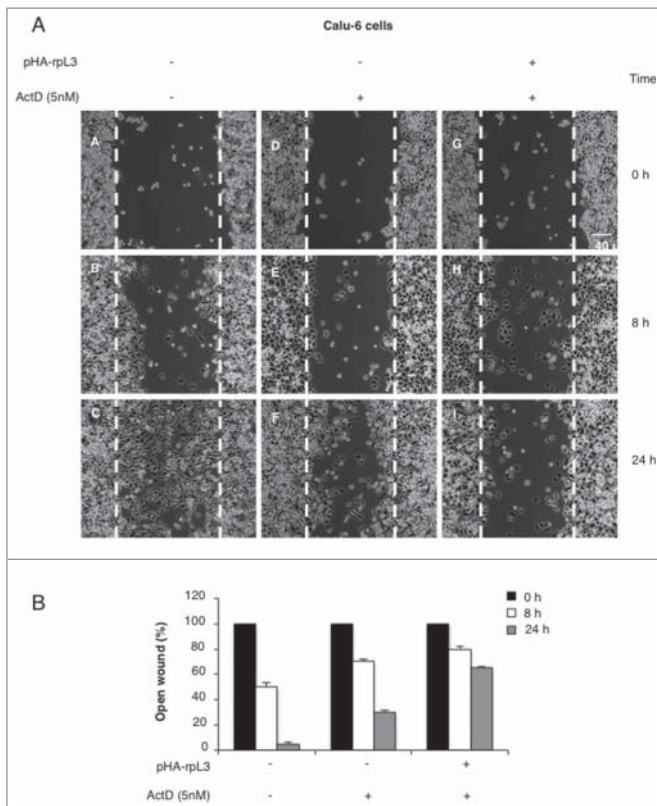 A
Calu-6 cells
pHA-rpL3 - - +
Time
ActD (5nM) - + +
A D G
0 h
B E H
8 h
C F I
24 h
B
0 h
8 h
24 h
Open wound (%)
120
100
80
60
40
20
0
pHA-rpL3 - - +
ActD (5nM) - + +